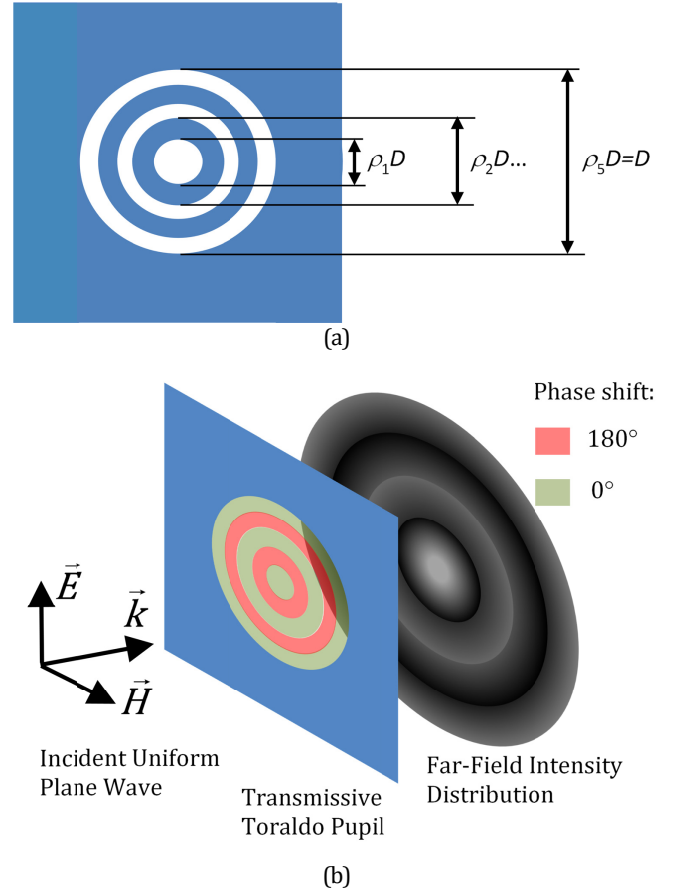 ρ₁D
ρ₂D...
ρ₅D=D
(a)
Phase shift:
180°
0°
E⃗
k⃗
H⃗
Incident Uniform
Plane Wave
Far-Field Intensity
Distribution
Transmissive
Toraldo Pupil
(b)